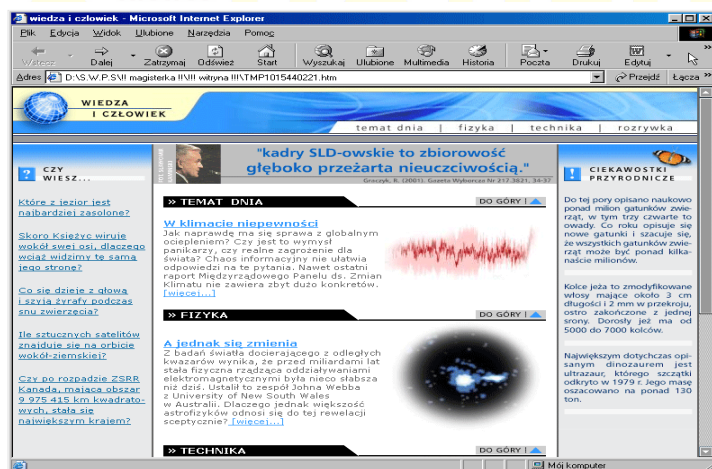 wiedza i człowiek - Microsoft Internet Explorer
Plik Edycja Widok Ulubione Narzędzia Pomoc
Wstecz Dalej Zatrzymaj Odśwież Start Wyszukaj Ulubione Multimedia Historia Poczta Drukuj Edytuj
Adres D:\S.W.P.S\!! magisterka !!\!!! witryna !!!\TMP1015440221.htm Przejdź Łącza »
WIEDZA
I CZŁOWIEK
temat dnia | fizyka | technika | rozrywka
? CZY
WIESZ...
Które z jezior jest
najbardziej zasolone?
Skoro Księżyc wiruje
wokół swej osi, dlaczego
wciąż widzimy tę samą
jego stronę?
Co się dzieje z głową
i szyją żyrafy podczas
snu zwierzęcia?
Ile sztucznych satelitów
znajduje się na orbicie
wokół-ziemskiej?
Czy po rozpadzie ZSRR
Kanada, mająca obszar
9 975 415 km kwadrato-
wych, stała się
największym krajem?
"kadry SLD-owskie to zbiorowość
głęboko przeżarta nieuczciwością."
Graczyk, R. (2001). Gazeta Wyborcza Nr 217.3821. 34-37
» TEMAT DNIA DO GÓRY |
W klimacie niepewności
Jak naprawdę ma się sprawa z globalnym
ociepleniem? Czy jest to wymysł
panikarzy, czy realne zagrożenie dla
świata? Chaos informacyjny nie ułatwia
odpowiedzi na te pytania. Nawet ostatni
raport Międzyrządowego Panelu ds. Zmian
Klimatu nie zawiera zbyt dużo konkretów.
[więcej...]
» FIZYKA DO GÓRY |
A jednak się zmienia
Z badań światła docierającego z odległych
kwazarów wynika, że przed miliardami lat
stała fizyczna rządząca oddziaływaniami
elektromagnetycznymi była nieco słabsza
niż dziś. Ustalił to zespół Johna Webba
z University of New South Wales
w Australii. Dlaczego jednak większość
astrofizyków odnosi się do tej rewelacji
sceptycznie? [więcej...]
» TECHNIKA DO GÓRY |
! CIEKAWOSTKI
PRZYRODNICZE
Do tej pory opisano naukowo
ponad milion gatunków zwie-
rząt, w tym trzy czwarte to
owady. Co roku opisuje się
nowe gatunki i szacuje się,
że wszystkich gatunków zwie-
rząt może być ponad kilka-
naście milionów.
Kolce jeża to zmodyfikowane
włosy mające około 3 cm
długości i 2 mm w przekroju,
ostro zakończone z jednej
srony. Dorosły jeż ma od
5000 do 7000 kolców.
Największym dotychczas opi-
sanym dinozaurem jest
ultrazaur, którego szczątki
odkryto w 1979 r. Jego masę
oszacowano na ponad 130
ton.
Mój komputer